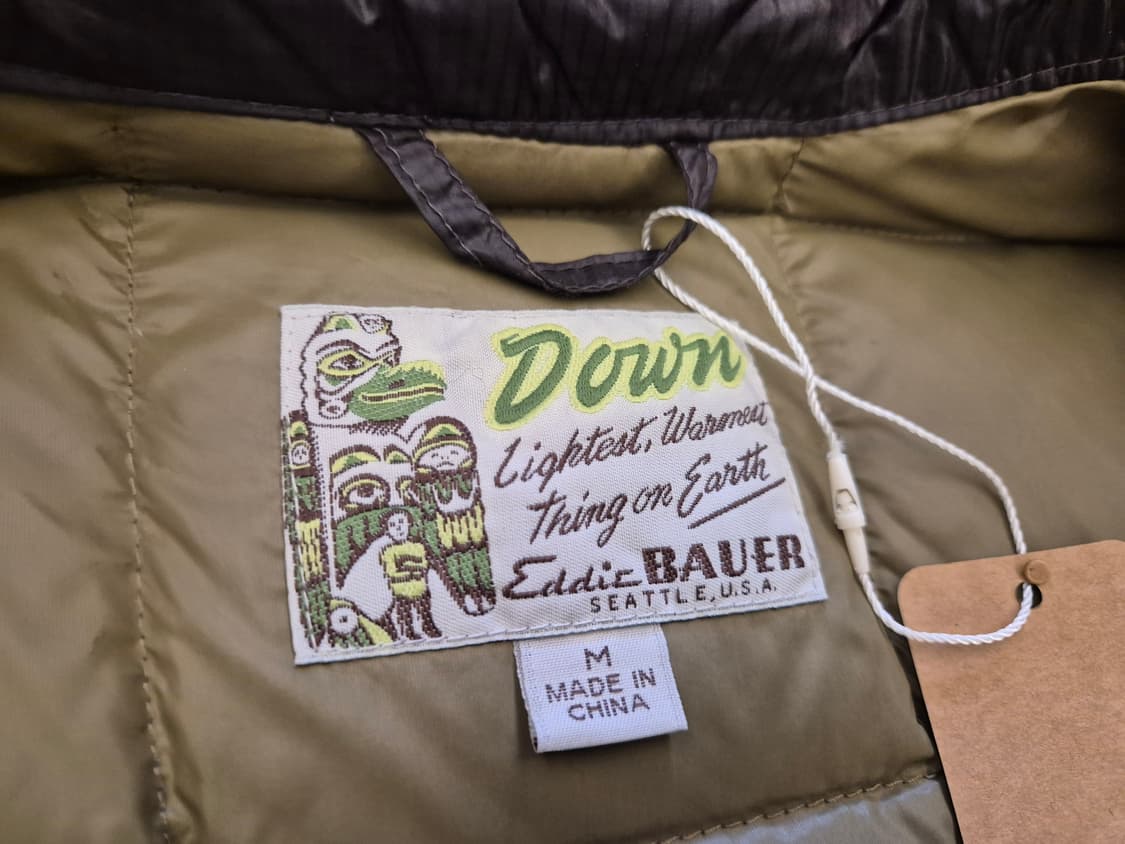 Down
Lightest, Warmest
thing on Earth
Eddie BAUER
SEATTLE, U.S.A.
M
MADE IN
CHINA